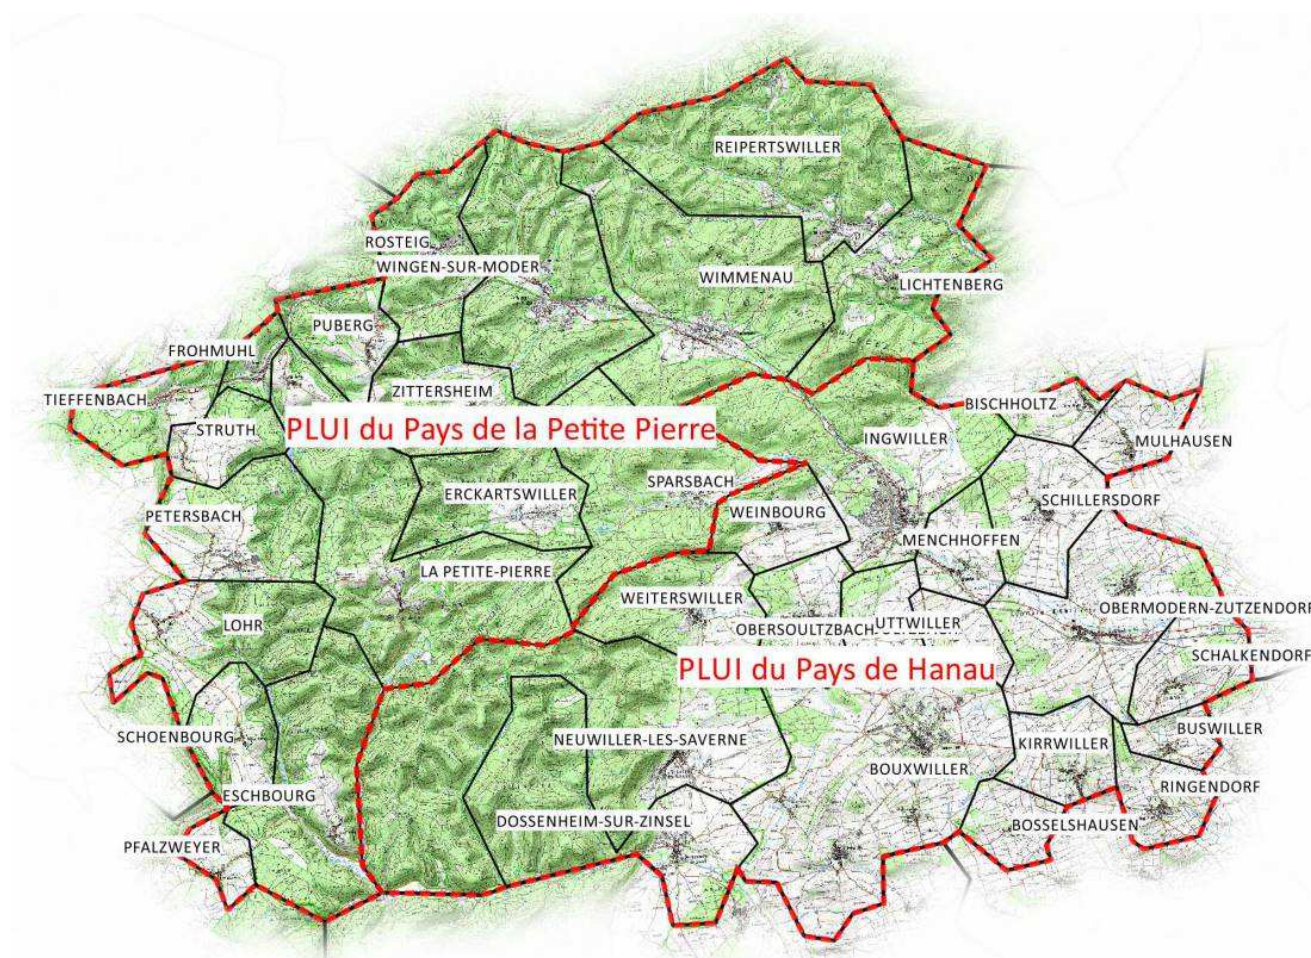 REIPERTSWILLER
ROSTEIG
WINGEN-SUR-MODER
WIMMENAU
LICHTENBERG
PUBERG
FROHMUHL
TIEFFENBACH
ZITTERSHEIM
BISCHHOLTZ
STRUTH
PLUI du Pays de la Petite Pierre
INGWILLER
MULHAUSEN
SPARSBACH
ERCKARTSWILLER
SCHILLERSDORF
PETERSBACH
WEINBOURG
MENCHHOFFEN
LA PETITE-PIERRE
WEITERSWILLER
OBERMODERN-ZUTZENDORF
LOHR
OBERSOULTZBACH
UTTWILLER
SCHALKENDORF
PLUI du Pays de Hanau
SCHOENBOURG
NEUWILLER-LES-SAVERNE
KIRRWILLER
BUSWILLER
BOUXWILLER
ESCHBOURG
RINGENDORF
DOSSENHEIM-SUR-ZINSEL
BOSSELSHAUSEN
PFALZWEYER